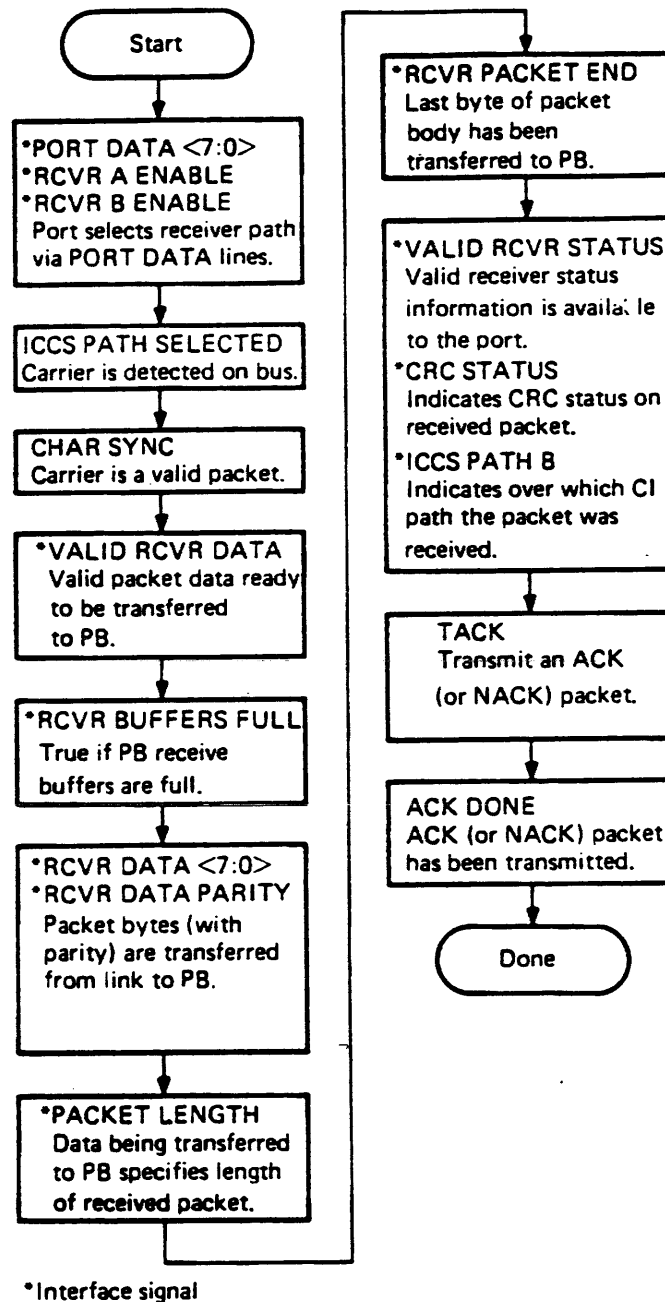 Start
*PORT DATA <7:0>
*RCVR A ENABLE
*RCVR B ENABLE
Port selects receiver path
via PORT DATA lines.
ICCS PATH SELECTED
Carrier is detected on bus.
CHAR SYNC
Carrier is a valid packet.
*VALID RCVR DATA
Valid packet data ready
to be transferred
to PB.
*RCVR BUFFERS FULL
True if PB receive
buffers are full.
*RCVR DATA <7:0>
*RCVR DATA PARITY
Packet bytes (with
parity) are transferred
from link to PB.
*PACKET LENGTH
Data being transferred
to PB specifies length
of received packet.
*RCVR PACKET END
Last byte of packet
body has been
transferred to PB.
*VALID RCVR STATUS
Valid receiver status
information is available
to the port.
*CRC STATUS
Indicates CRC status on
received packet.
*ICCS PATH B
Indicates over which CI
path the packet was
received.
TACK
Transmit an ACK
(or NACK) packet.
ACK DONE
ACK (or NACK) packet
has been transmitted.
Done
*Interface signal